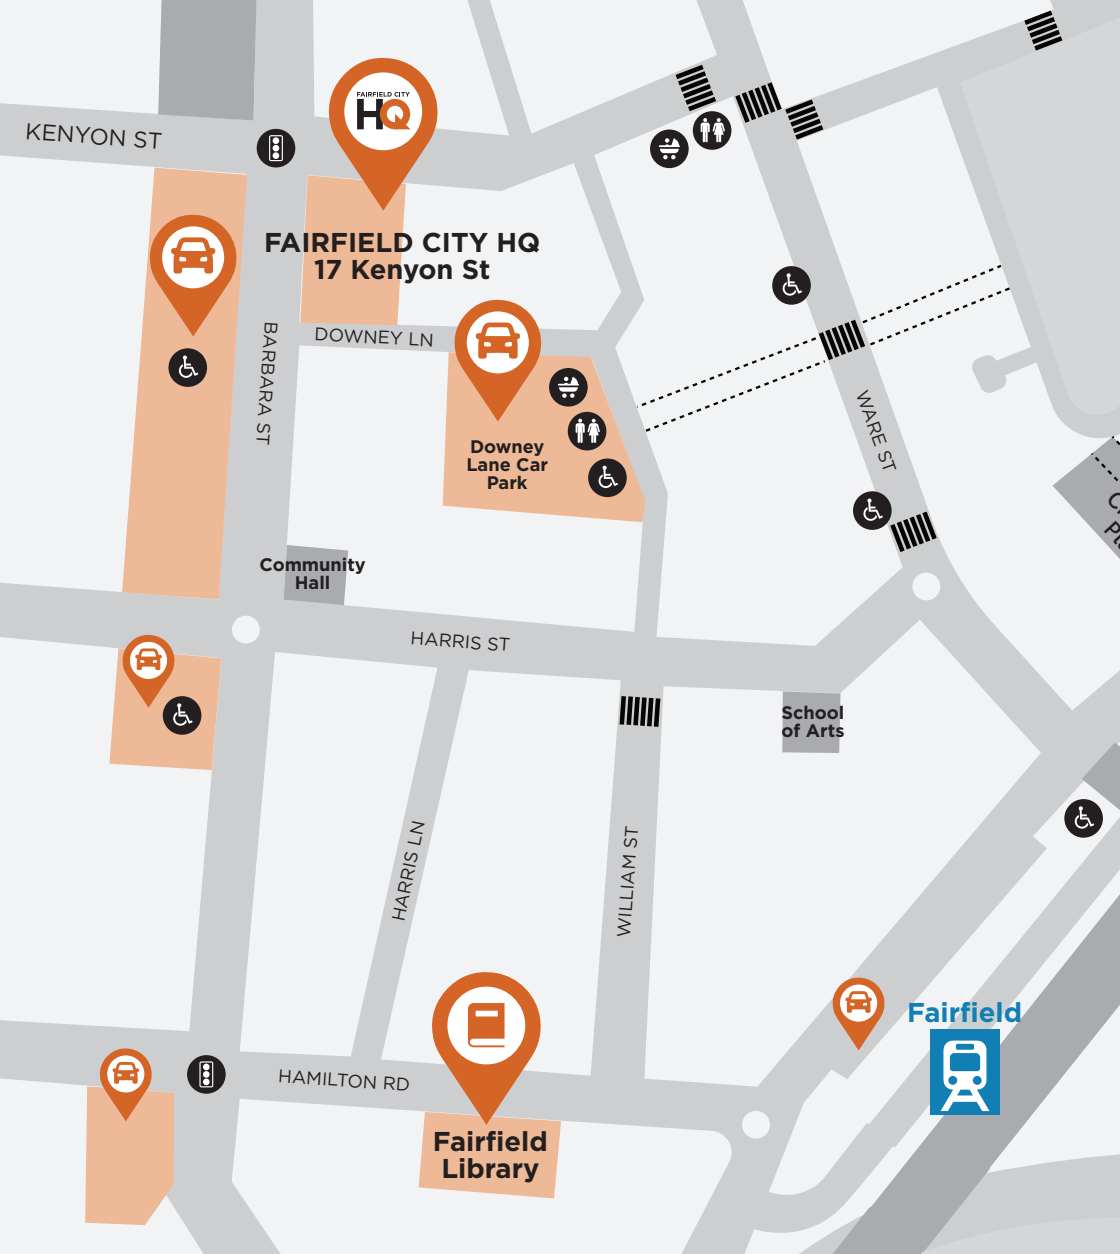 KENYON ST
FAIRFIELD CITY
HQ
FAIRFIELD CITY HQ
17 Kenyon St
BARBARA ST
DOWNEY LN
Downey
Lane Car
Park
WARE ST
Community
Hall
HARRIS ST
School
of Arts
HARRIS LN
WILLIAM ST
Fairfield
HAMILTON RD
Fairfield
Library